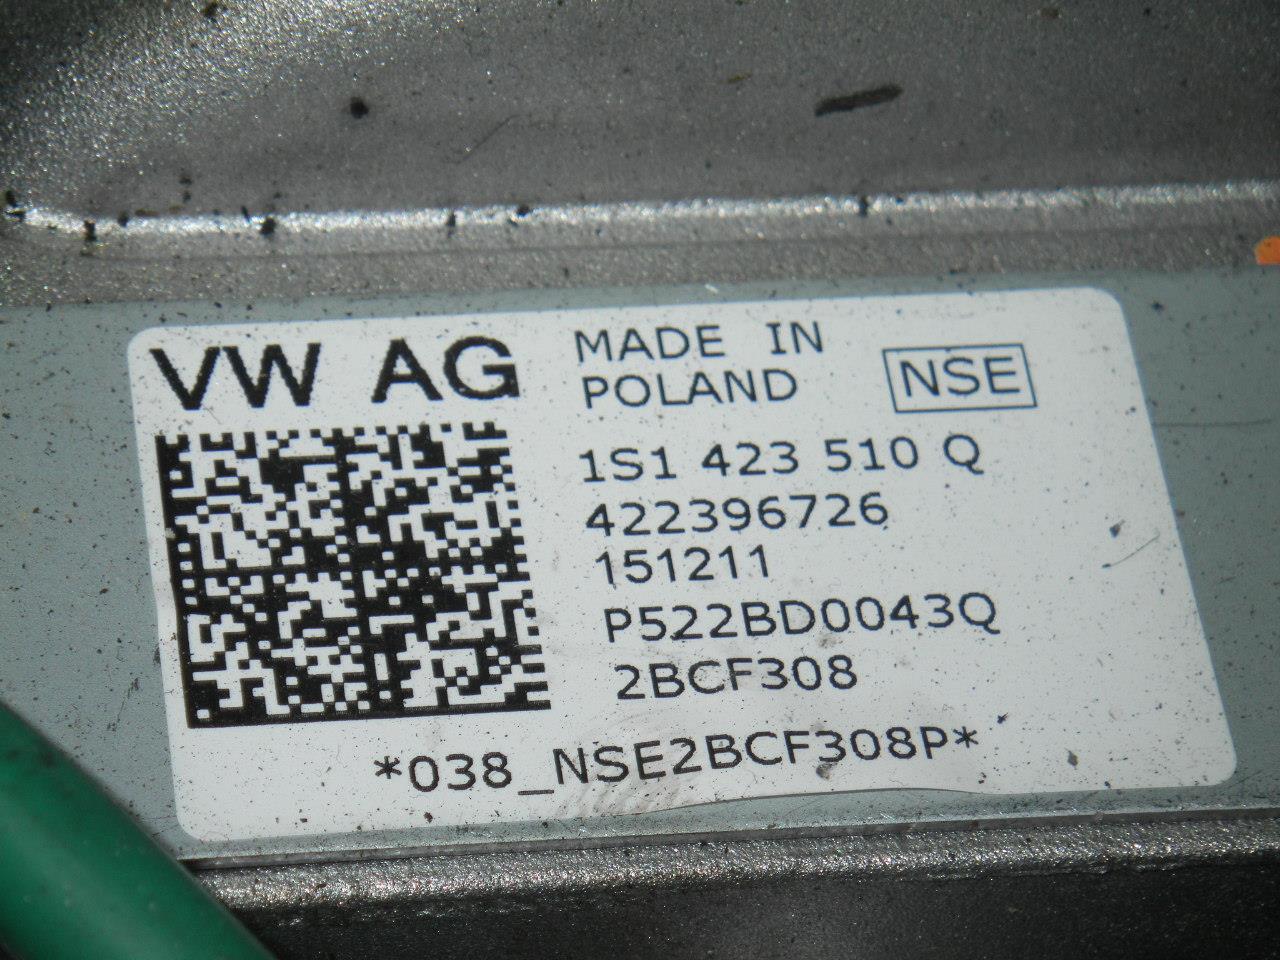 VW AG
MADE IN
POLAND
NSE
1S1 423 510 Q
422396726
151211
P522BD0043Q
2BCF308
*038_NSE2BCF308P*